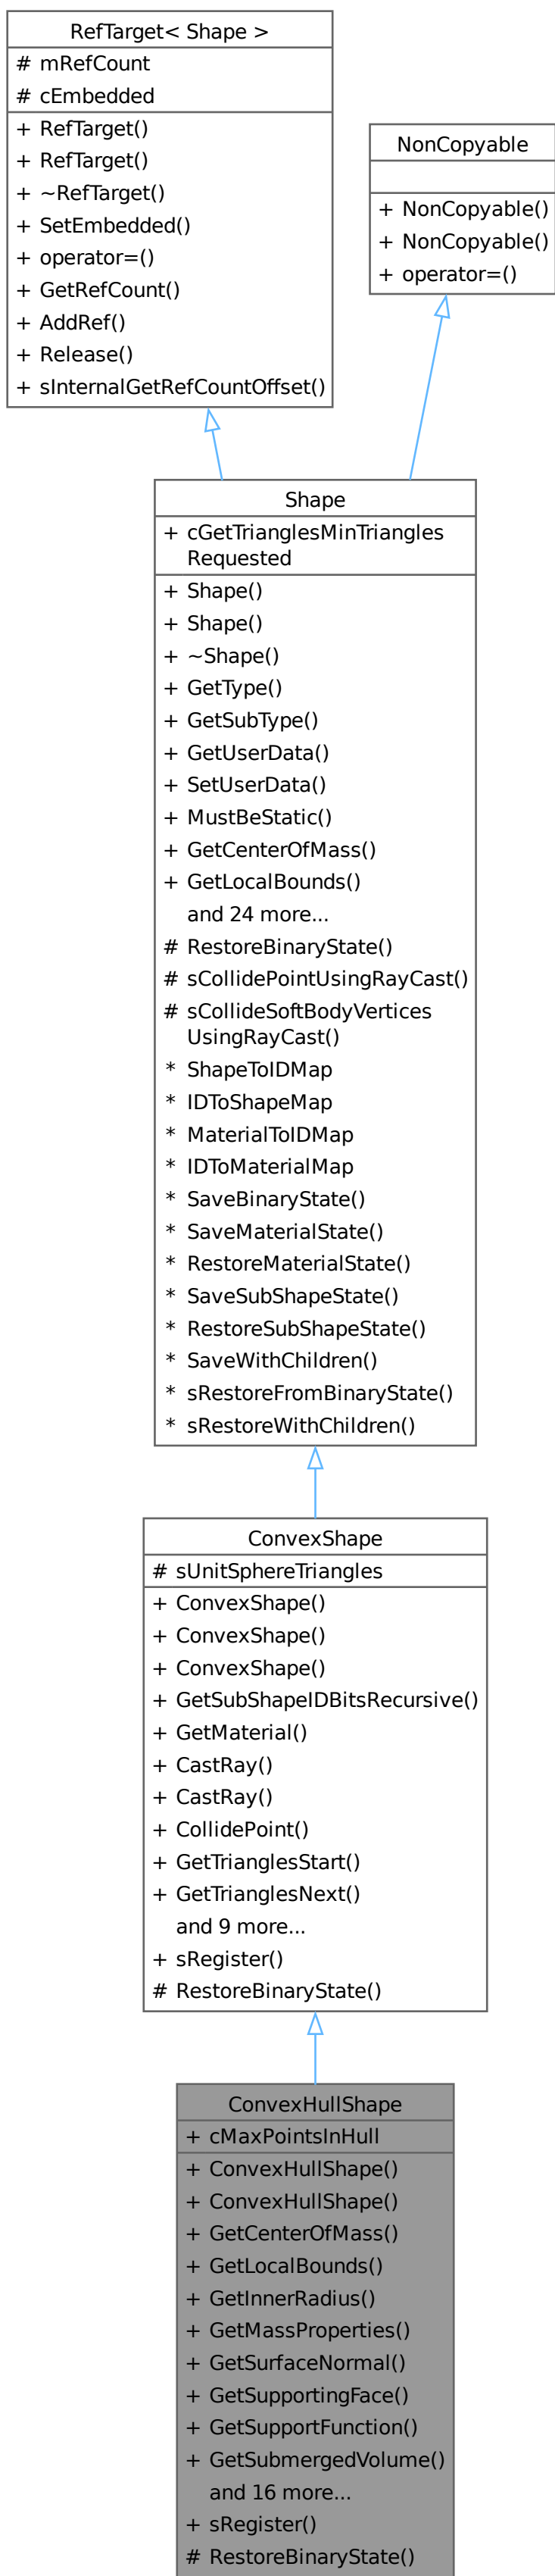 RefTarget< Shape >
# mRefCount
# cEmbedded
+ RefTarget()
+ RefTarget()
+ ~RefTarget()
+ SetEmbedded()
+ operator=()
+ GetRefCount()
+ AddRef()
+ Release()
+ sInternalGetRefCountOffset()
NonCopyable
+ NonCopyable()
+ NonCopyable()
+ operator=()
Shape
+ cGetTrianglesMinTriangles
Requested
+ Shape()
+ Shape()
+ ~Shape()
+ GetType()
+ GetSubType()
+ GetUserData()
+ SetUserData()
+ MustBeStatic()
+ GetCenterOfMass()
+ GetLocalBounds()
and 24 more...
# RestoreBinaryState()
# sCollidePointUsingRayCast()
# sCollideSoftBodyVertices
UsingRayCast()
* ShapeToIDMap
* IDToShapeMap
* MaterialToIDMap
* IDToMaterialMap
* SaveBinaryState()
* SaveMaterialState()
* RestoreMaterialState()
* SaveSubShapeState()
* RestoreSubShapeState()
* SaveWithChildren()
* sRestoreFromBinaryState()
* sRestoreWithChildren()
ConvexShape
# sUnitSphereTriangles
+ ConvexShape()
+ ConvexShape()
+ ConvexShape()
+ GetSubShapeIDBitsRecursive()
+ GetMaterial()
+ CastRay()
+ CastRay()
+ CollidePoint()
+ GetTrianglesStart()
+ GetTrianglesNext()
and 9 more...
+ sRegister()
# RestoreBinaryState()
ConvexHullShape
+ cMaxPointsInHull
+ ConvexHullShape()
+ ConvexHullShape()
+ GetCenterOfMass()
+ GetLocalBounds()
+ GetInnerRadius()
+ GetMassProperties()
+ GetSurfaceNormal()
+ GetSupportingFace()
+ GetSupportFunction()
+ GetSubmergedVolume()
and 16 more...
+ sRegister()
# RestoreBinaryState()